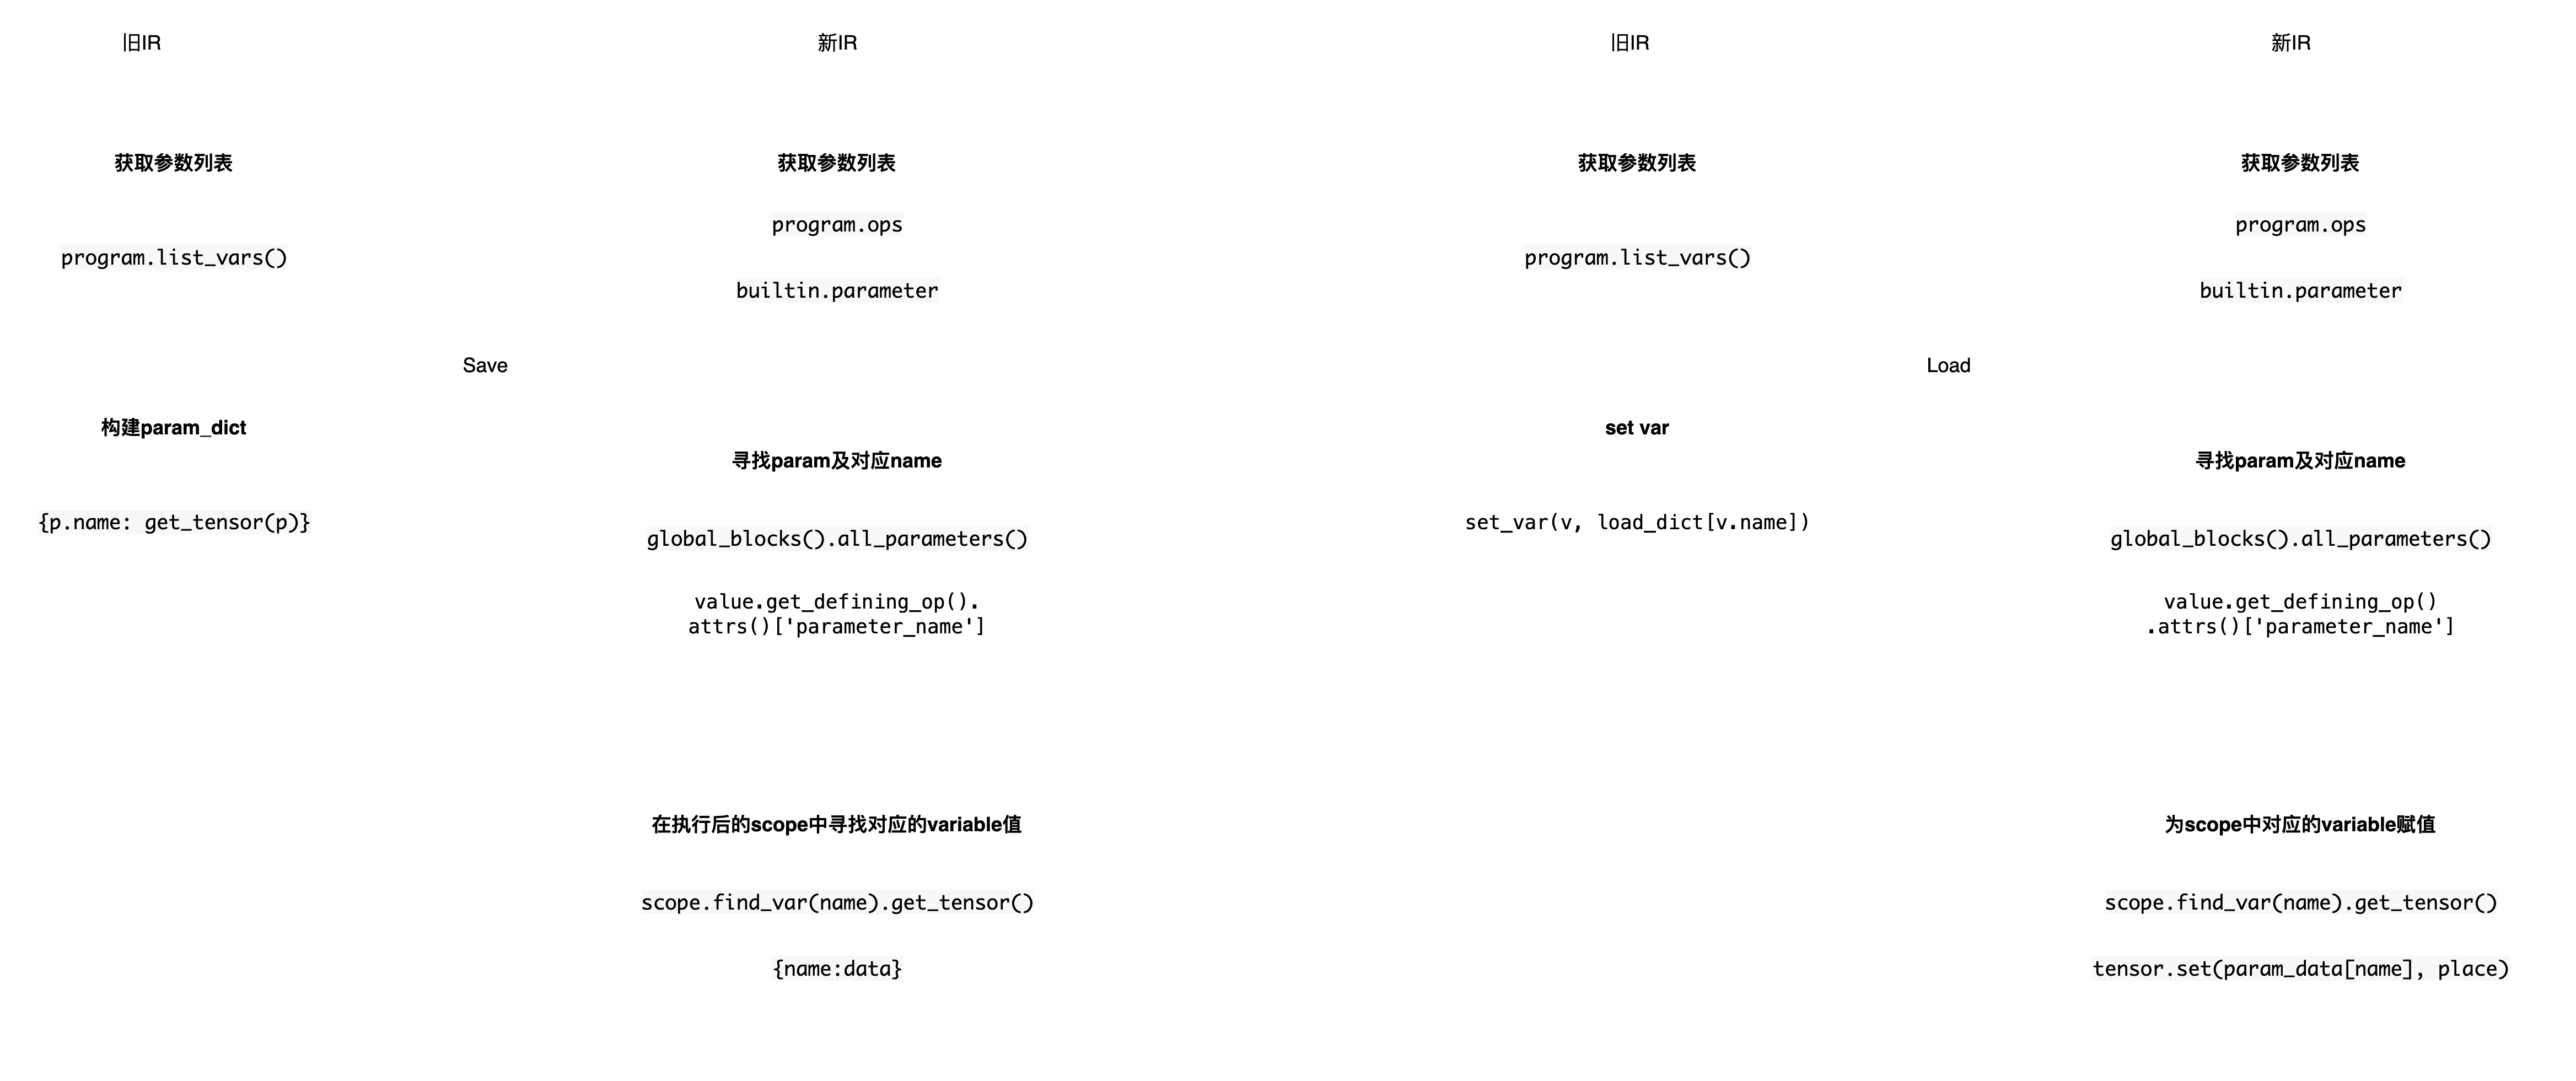 旧IR
新IR
旧IR
新IR
获取参数列表
获取参数列表
获取参数列表
获取参数列表
program.ops
program.ops
program.list_vars()
program.list_vars()
builtin.parameter
builtin.parameter
Save
Load
构建param_dict
set var
寻找param及对应name
寻找param及对应name
{p.name: get_tensor(p)}
set_var(v, load_dict[v.name])
global_blocks().all_parameters()
global_blocks().all_parameters()
value.get_defining_op().
attrs()['parameter_name']
value.get_defining_op()
.attrs()['parameter_name']
在执行后的scope中寻找对应的variable值
为scope中对应的variable赋值
scope.find_var(name).get_tensor()
scope.find_var(name).get_tensor()
{name:data}
tensor.set(param_data[name], place)